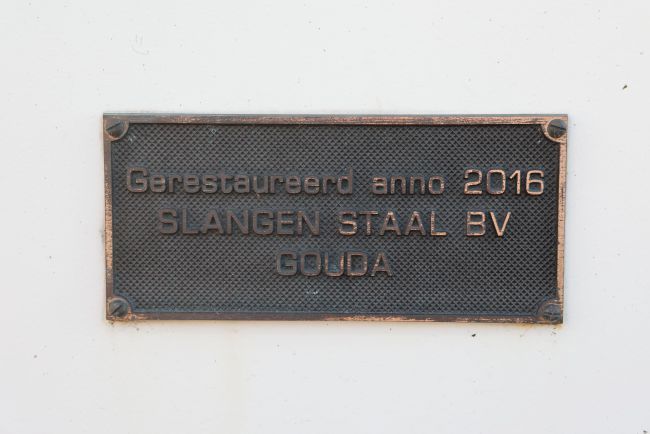 Gerestaureerd anno 2016
SLANGEN STAAL BV
GOUDA